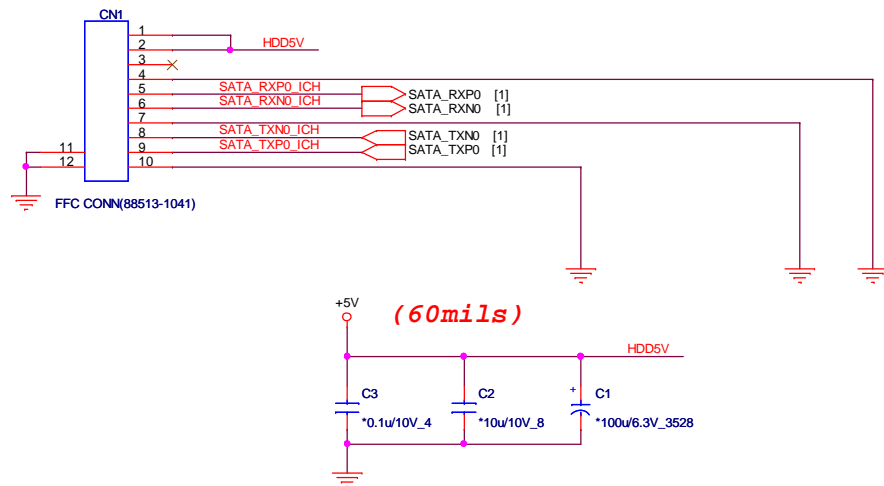 CN1
1
2 HDD5V
3
4
5 SATA_RXP0_ICH SATA_RXP0 [1]
6 SATA_RXN0_ICH SATA_RXN0 [1]
7
8 SATA_TXN0_ICH SATA_TXN0 [1]
11 9 SATA_TXP0_ICH SATA_TXP0 [1]
12 10
FFC CONN(88513-1041)
+5V (60mils)
HDD5V
C3 C2 + C1
*0.1u/10V_4 *10u/10V_8 *100u/6.3V_3528